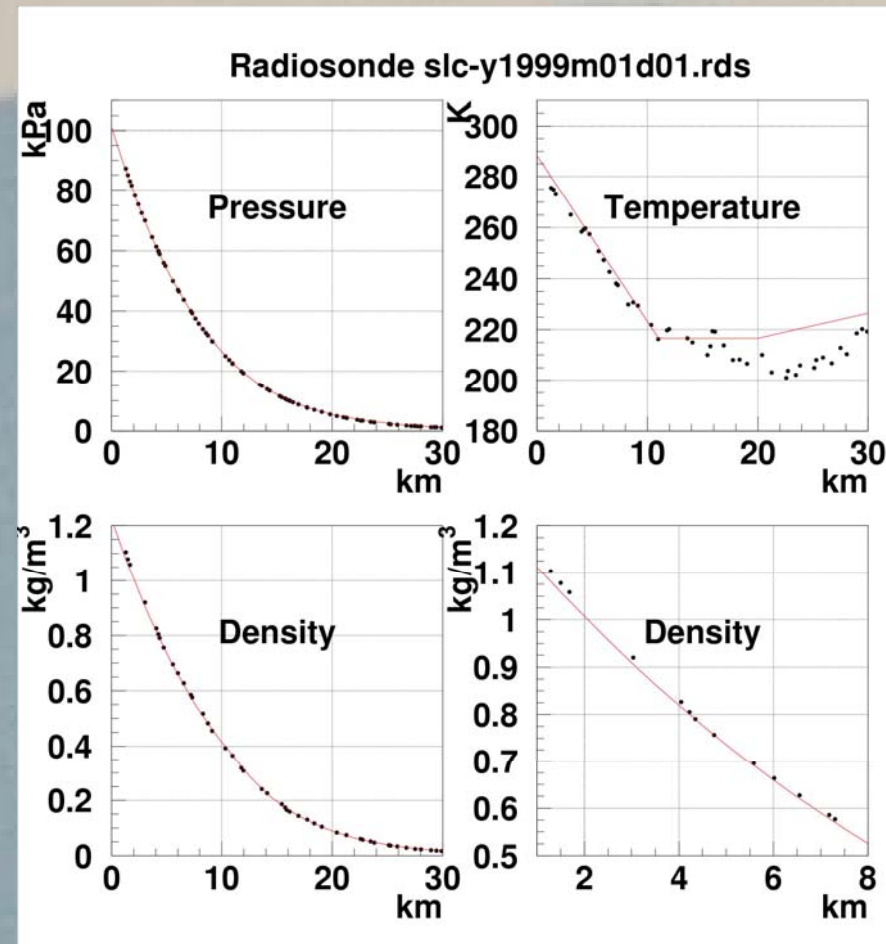 Radiosonde slc-y1999m01d01.rds
kPa
100
80
60
40
20
0
Pressure
0 10 20 30
km
K
300
280
260
240
220
200
180
Temperature
0 10 20 30
km
kg/m³
1.2
1
0.8
0.6
0.4
0.2
0
Density
0 10 20 30
km
kg/m³
1.2
1.1
1
0.9
0.8
0.7
0.6
0.5
Density
2 4 6 8
km